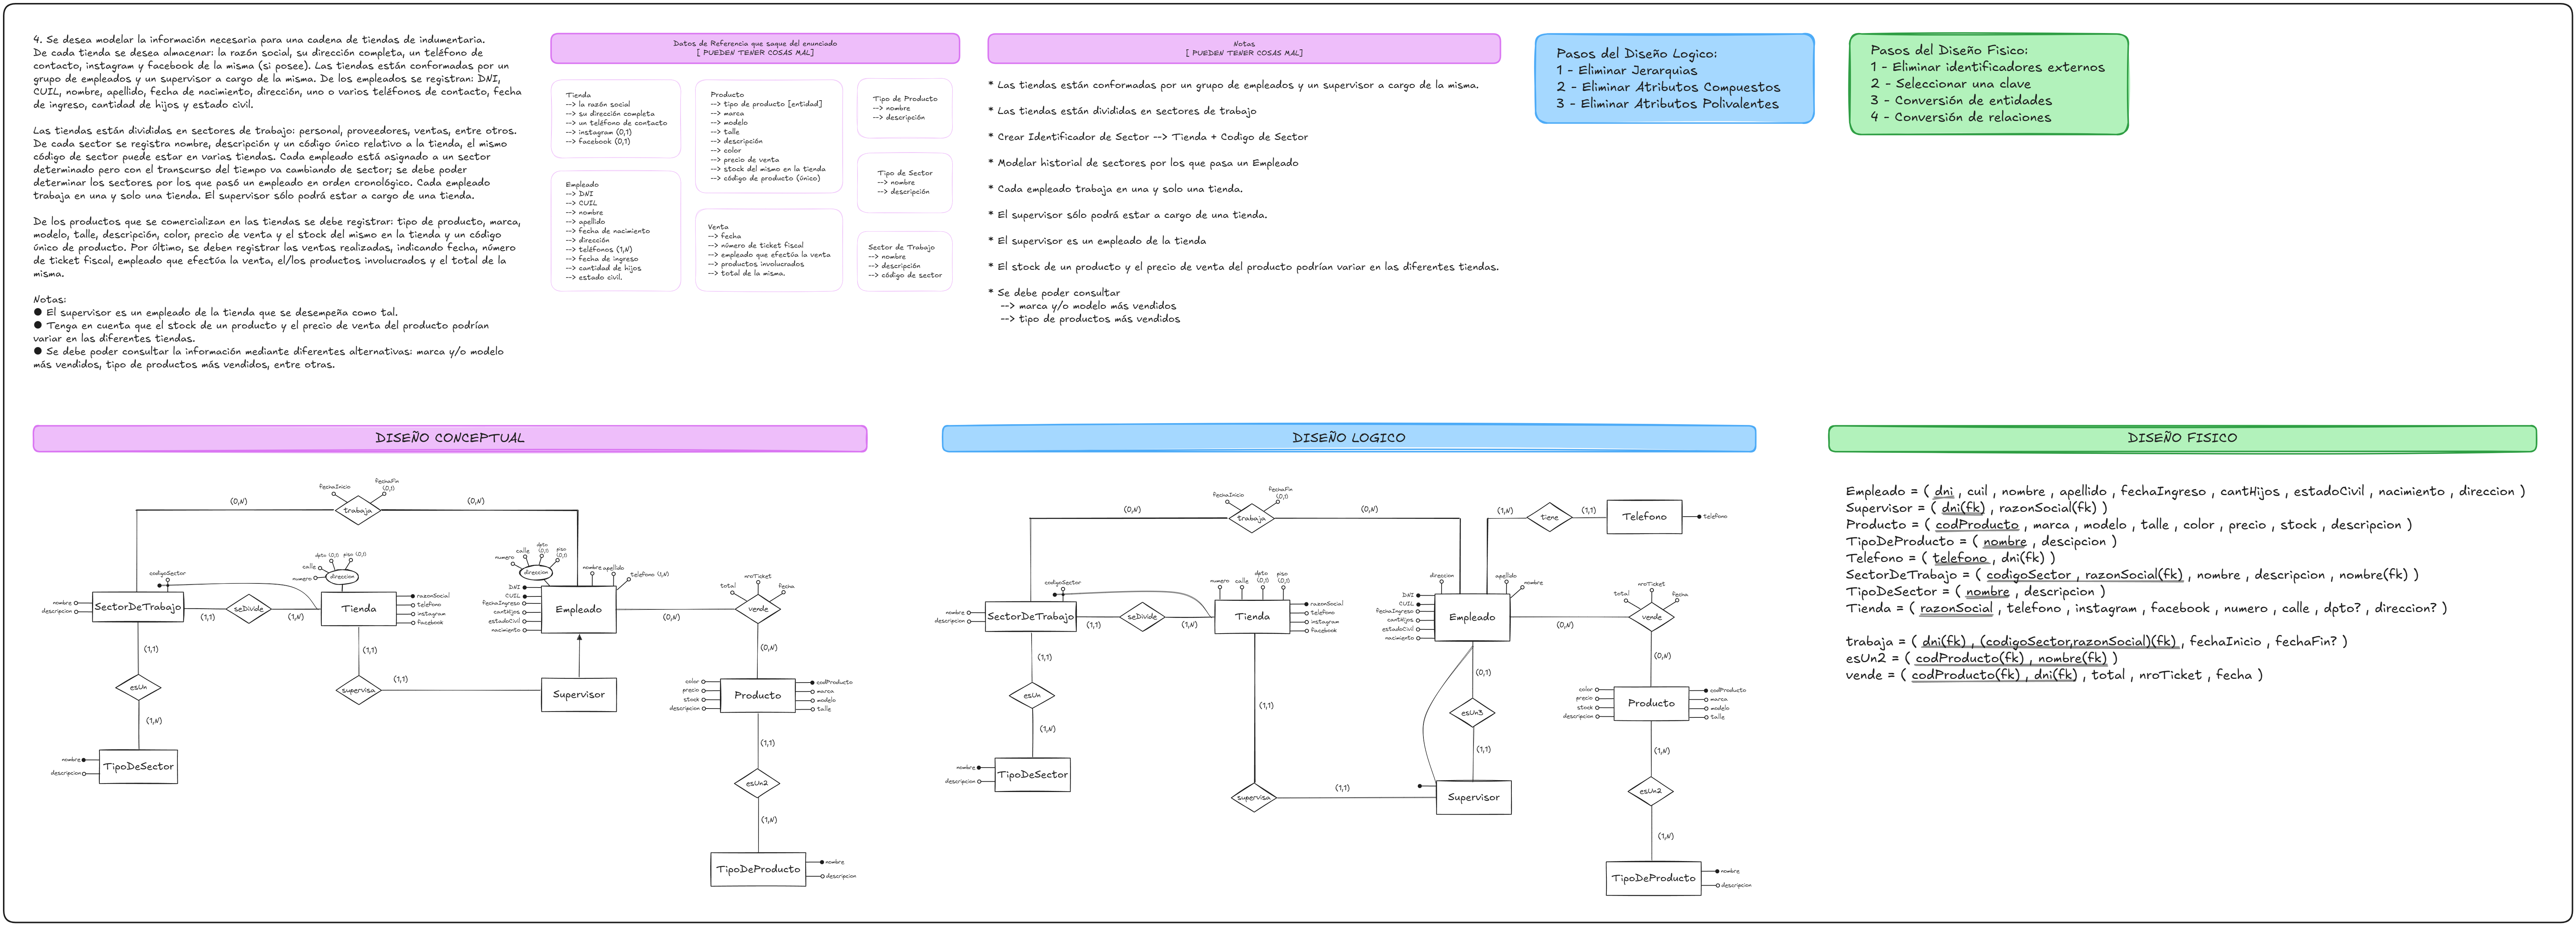 4. Se desea modelar la información necesaria para una cadena de tiendas de indumentaria.
De cada tienda se desea almacenar: la razón social, su dirección completa, un teléfono de
contacto, instagram y facebook de la misma (si posee). Las tiendas están conformadas por un
grupo de empleados y un supervisor a cargo de la misma. De los empleados se registran: DNI,
CUIL, nombre, apellido, fecha de nacimiento, dirección, uno o varios teléfonos de contacto, fecha
de ingreso, cantidad de hijos y estado civil.
Las tiendas están divididas en sectores de trabajo: personal, proveedores, ventas, entre otros.
De cada sector se registra nombre, descripción y un código único relativo a la tienda, el mismo
código de sector puede estar en varias tiendas. Cada empleado está asignado a un sector
determinado pero con el transcurso del tiempo va cambiando de sector; se debe poder
determinar los sectores por los que pasó un empleado en orden cronológico. Cada empleado
trabaja en una y solo una tienda. El supervisor sólo podrá estar a cargo de una tienda.
De los productos que se comercializan en las tiendas se debe registrar: tipo de producto, marca,
modelo, talle, descripción, color, precio de venta y el stock del mismo en la tienda y un código
único de producto. Por último, se deben registrar las ventas realizadas, indicando fecha, número
de ticket fiscal, empleado que efectúa la venta, el/los productos involucrados y el total de la
misma.
Notas:
● El supervisor es un empleado de la tienda que se desempeña como tal.
● Tenga en cuenta que el stock de un producto y el precio de venta del producto podrían
variar en las diferentes tiendas.
● Se debe poder consultar la información mediante diferentes alternativas: marca y/o modelo
más vendidos, tipo de productos más vendidos, entre otras.
Datos de Referencia que saque del enunciado
[ PUEDEN TENER COSAS MAL]
Tienda
--> la razón social
--> su dirección completa
--> un teléfono de contacto
--> instagram (0,1)
--> facebook (0,1)
Empleado
--> DNI
--> CUIL
--> nombre
--> apellido
--> fecha de nacimiento
--> dirección
--> teléfonos (1,N)
--> fecha de ingreso
--> cantidad de hijos
--> estado civil.
Producto
--> tipo de producto [entidad]
--> marca
--> modelo
--> talle
--> descripción
--> color
--> precio de venta
--> stock del mismo en la tienda
--> código de producto (único)
Venta
--> fecha
--> número de ticket fiscal
--> empleado que efectúa la venta
--> productos involucrados
--> total de la misma.
Tipo de Producto
--> nombre
--> descripción
Tipo de Sector
--> nombre
--> descripción
Sector de Trabajo
--> nombre
--> descripción
--> código de sector
Notas
[ PUEDEN TENER COSAS MAL]
* Las tiendas están conformadas por un grupo de empleados y un supervisor a cargo de la misma.
* Las tiendas están divididas en sectores de trabajo
* Crear Identificador de Sector --> Tienda + Codigo de Sector
* Modelar historial de sectores por los que pasa un Empleado
* Cada empleado trabaja en una y solo una tienda.
* El supervisor sólo podrá estar a cargo de una tienda.
* El supervisor es un empleado de la tienda
* El stock de un producto y el precio de venta del producto podrían variar en las diferentes tiendas.
* Se debe poder consultar
--> marca y/o modelo más vendidos
--> tipo de productos más vendidos
Pasos del Diseño Logico:
1 - Eliminar Jerarquias
2 - Eliminar Atributos Compuestos
3 - Eliminar Atributos Polivalentes
Pasos del Diseño Fisico:
1 - Eliminar identificadores externos
2 - Seleccionar una clave
3 - Conversión de entidades
4 - Conversión de relaciones
DISEÑO CONCEPTUAL
fechaInicio
fechaFin
(0,1)
(0,N)
trabaja
(0,N)
dpto (0,1)
piso (0,1)
calle
numero
direccion
codigoSector
nombre
descripcion
SectorDeTrabajo
(1,1)
seDivide
(1,N)
Tienda
razonSocial
telefono
instagram
facebook
numero
calle
dpto
(0,1)
piso
(0,1)
direccion
nombre
apellido
telefono (1,N)
DNI
CUIL
fechaIngreso
cantHijos
estadoCivil
nacimiento
Empleado
(0,N)
total
nroTicket
fecha
vende
(0,N)
(1,1)
esUn
(1,N)
nombre
descripcion
TipoDeSector
(1,1)
supervisa
(1,1)
Supervisor
color
precio
stock
descripcion
Producto
codProducto
marca
modelo
talle
(1,1)
esUn2
(1,N)
TipoDeProducto
nombre
descripcion
DISEÑO LOGICO
fechaInicio
fechaFin
(0,1)
(0,N)
trabaja
(0,N)
(1,N)
tiene
(1,1)
Telefono
telefono
codigoSector
nombre
descripcion
SectorDeTrabajo
(1,1)
seDivide
(1,N)
numero
calle
dpto
(0,1)
piso
(0,1)
Tienda
razonSocial
telefono
instagram
facebook
direccion
apellido
nombre
DNI
CUIL
fechaIngreso
cantHijos
estadoCivil
nacimiento
Empleado
(0,N)
total
nroTicket
fecha
vende
(0,N)
(1,1)
esUn
(1,N)
nombre
descripcion
TipoDeSector
(1,1)
supervisa
(1,1)
(0,1)
esUn3
(1,1)
Supervisor
color
precio
stock
descripcion
Producto
codProducto
marca
modelo
talle
(1,N)
esUn2
(1,N)
TipoDeProducto
nombre
descripcion
DISEÑO FISICO
Empleado = ( dni , cuil , nombre , apellido , fechaIngreso , cantHijos , estadoCivil , nacimiento , direccion )
Supervisor = ( dni(fk) , razonSocial(fk) )
Producto = ( codProducto , marca , modelo , talle , color , precio , stock , descripcion )
TipoDeProducto = ( nombre , descipcion )
Telefono = ( telefono , dni(fk) )
SectorDeTrabajo = ( codigoSector , razonSocial(fk) , nombre , descripcion , nombre(fk) )
TipoDeSector = ( nombre , descripcion )
Tienda = ( razonSocial , telefono , instagram , facebook , numero , calle , dpto? , direccion? )
trabaja = ( dni(fk) , (codigoSector,razonSocial)(fk) , fechaInicio , fechaFin? )
esUn2 = ( codProducto(fk) , nombre(fk) )
vende = ( codProducto(fk) , dni(fk) , total , nroTicket , fecha )